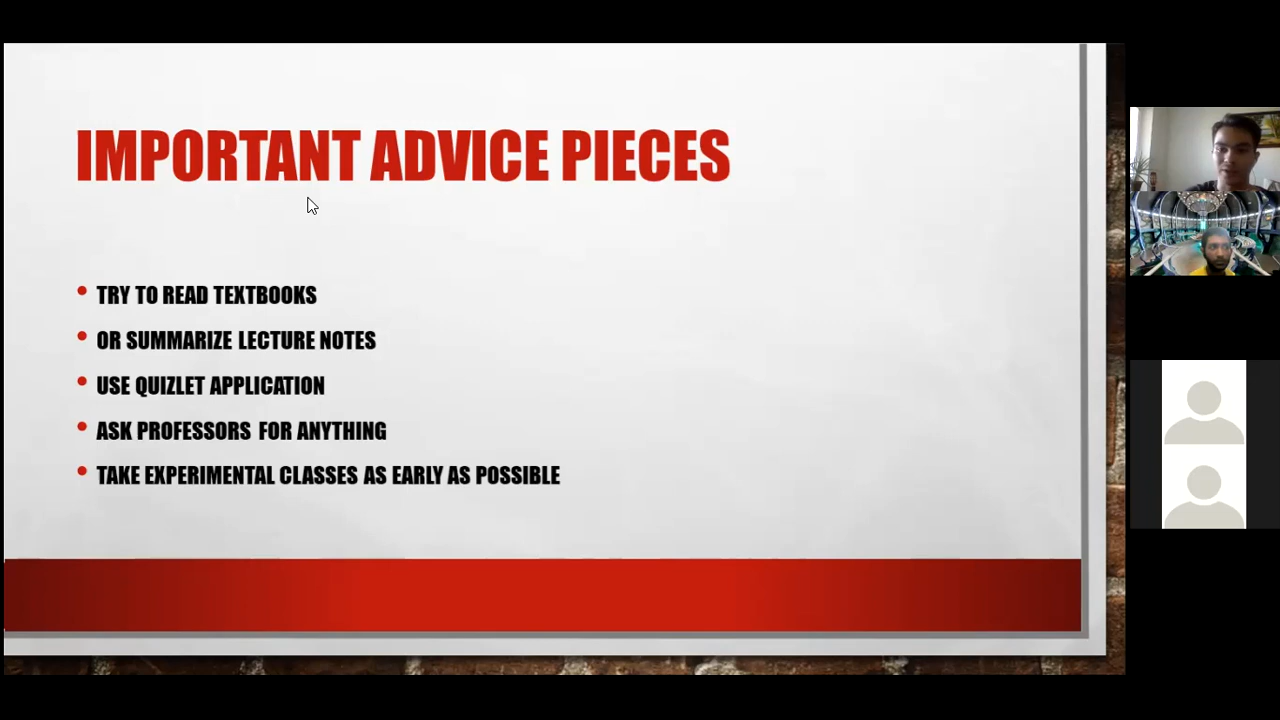 IMPORTANT ADVICE PIECES
• TRY TO READ TEXTBOOKS
• OR SUMMARIZE LECTURE NOTES
• USE QUIZLET APPLICATION
• ASK PROFESSORS FOR ANYTHING
• TAKE EXPERIMENTAL CLASSES AS EARLY AS POSSIBLE